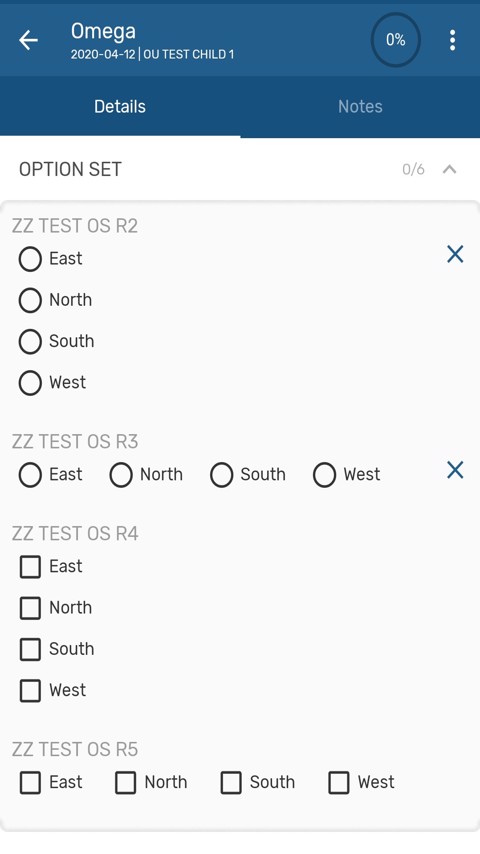 Omega
2020-04-12 | OU TEST CHILD 1
0%
Details
Notes
OPTION SET
0/6
ZZ TEST OS R2
East
North
South
West
ZZ TEST OS R3
East North South West
ZZ TEST OS R4
East
North
South
West
ZZ TEST OS R5
East North South West